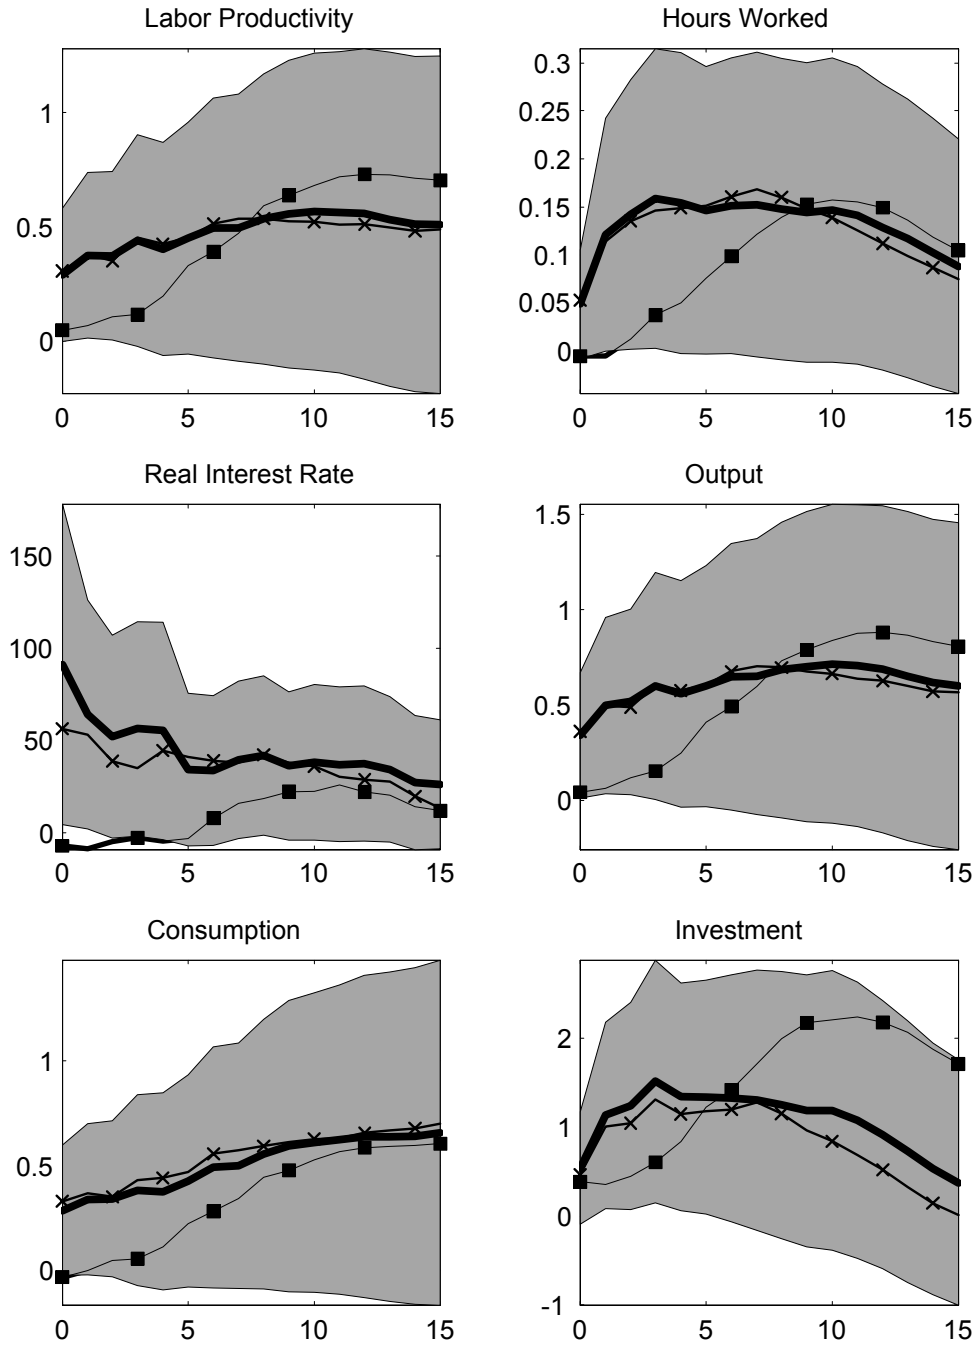 Labor Productivity
1
0.5
0
0 5 10 15
Hours Worked
0.3
0.25
0.2
0.15
0.1
0.05
0
0 5 10 15
Real Interest Rate
150
100
50
0
0 5 10 15
Output
1.5
1
0.5
0
0 5 10 15
Consumption
1
0.5
0
0 5 10 15
Investment
2
1
0
-1
0 5 10 15